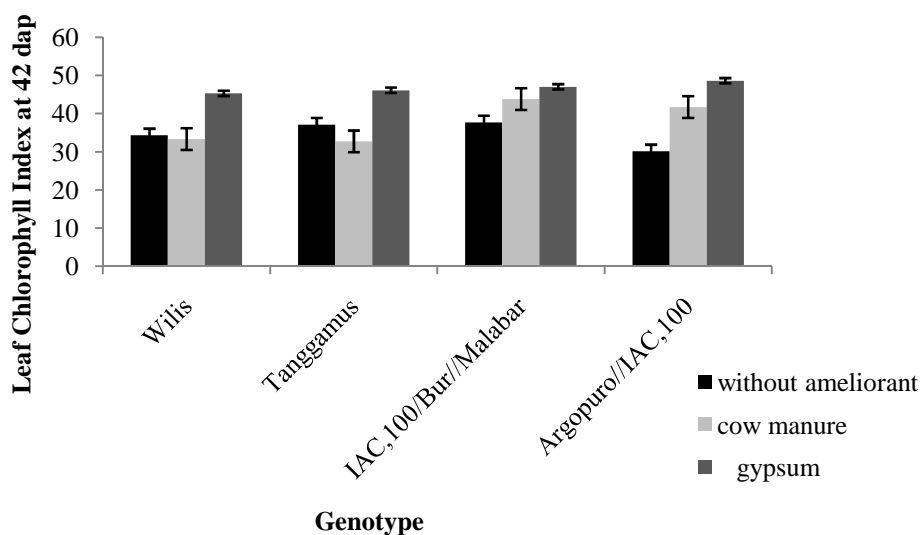 Leaf Chlorophyll Index at 42 dap
60
50
40
30
20
10
0
Wilis
Tanggamus
IAC,100/Bur//Malabar
Argopuro//IAC,100
Genotype
without ameliorant
cow manure
gypsum